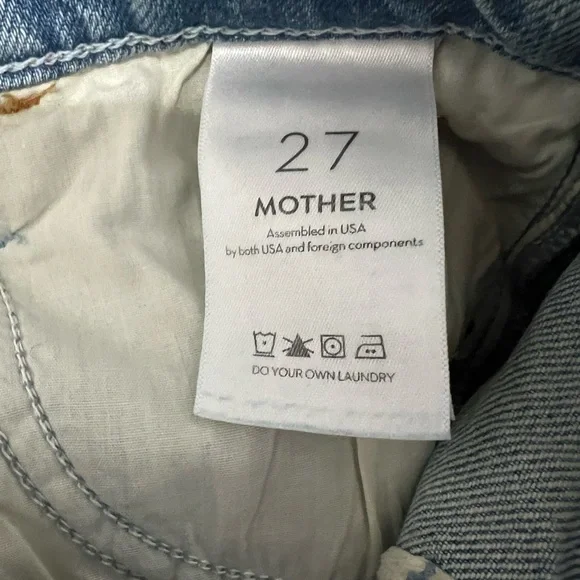 27
MOTHER
Assembled in USA
by both USA and foreign components
DO YOUR OWN LAUNDRY